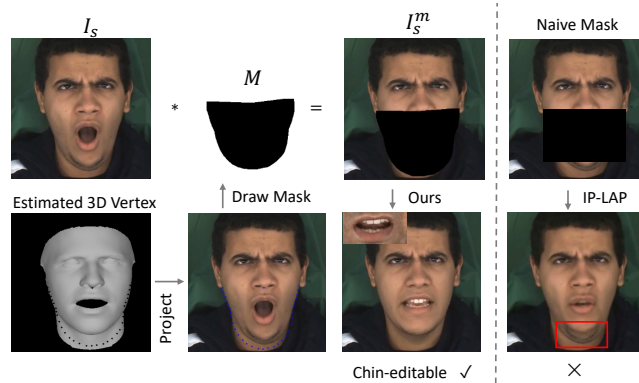 I_s
M
I_s^m
Naive Mask
* =
Estimated 3D Vertex
Draw Mask
Ours
IP-LAP
Project
Chin-editable ✓
×